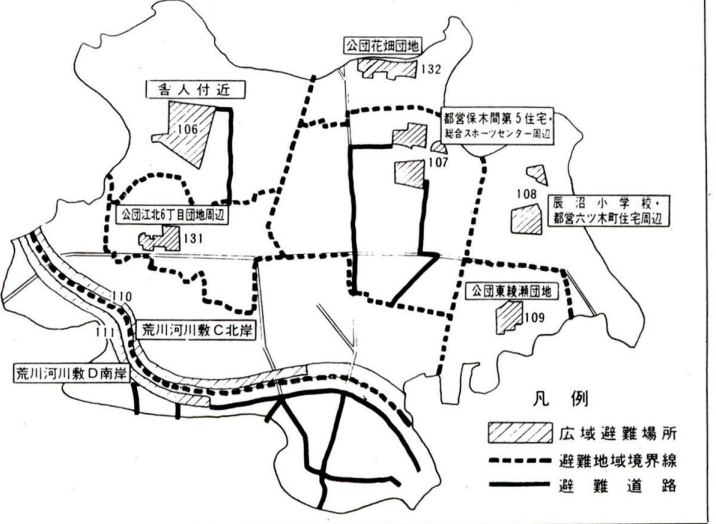 公団花畑団地
132
舎人付近
106
都営保木間第5住宅・
総合スポーツセンター周辺
107
108
辰沼小学校・
都営六ツ木町住宅周辺
公団江北6丁目団地周辺
131
公団東綾瀬団地
109
110
111
荒川河川敷C北岸
荒川河川敷D南岸
凡例
広域避難場所
避難地域境界線
避難道路